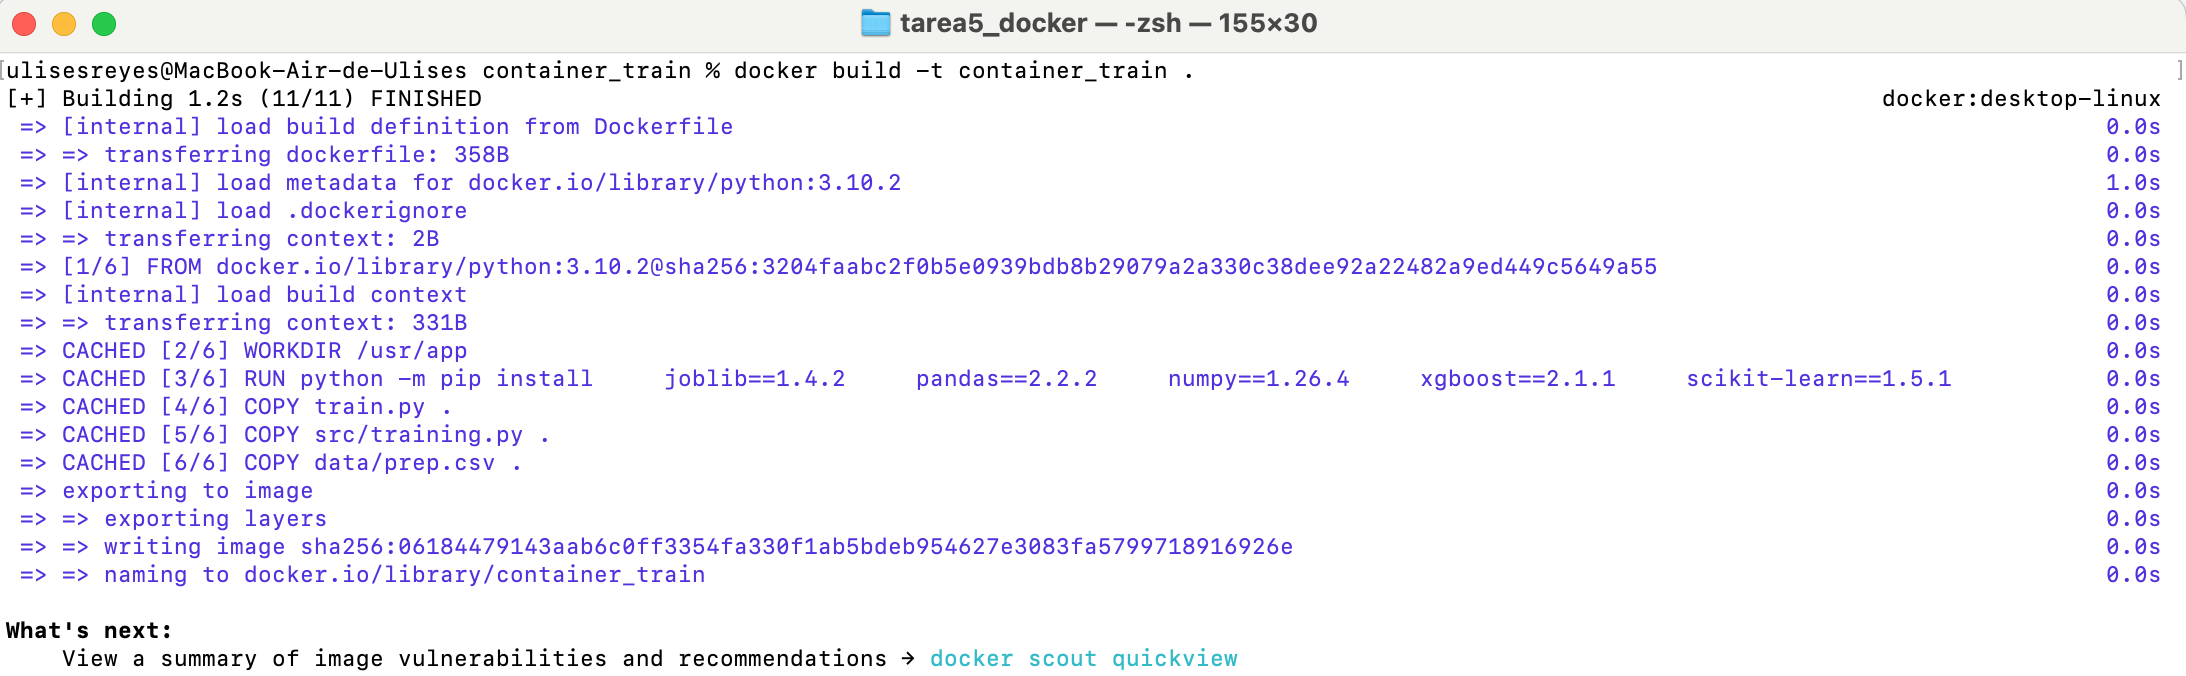 tarea5_docker — -zsh — 155×30
[ulisesreyes@MacBook-Air-de-Ulises container_train % docker build -t container_train . ]
[+] Building 1.2s (11/11) FINISHED docker:desktop-linux
=> [internal] load build definition from Dockerfile 0.0s
=> => transferring dockerfile: 358B 0.0s
=> [internal] load metadata for docker.io/library/python:3.10.2 1.0s
=> [internal] load .dockerignore 0.0s
=> => transferring context: 2B 0.0s
=> [1/6] FROM docker.io/library/python:3.10.2@sha256:3204faabc2f0b5e0939bdb8b29079a2a330c38dee92a22482a9ed449c5649a55 0.0s
=> [internal] load build context 0.0s
=> => transferring context: 331B 0.0s
=> CACHED [2/6] WORKDIR /usr/app 0.0s
=> CACHED [3/6] RUN python -m pip install     joblib==1.4.2     pandas==2.2.2     numpy==1.26.4     xgboost==2.1.1     scikit-learn==1.5.1 0.0s
=> CACHED [4/6] COPY train.py . 0.0s
=> CACHED [5/6] COPY src/training.py . 0.0s
=> CACHED [6/6] COPY data/prep.csv . 0.0s
=> exporting to image 0.0s
=> => exporting layers 0.0s
=> => writing image sha256:06184479143aab6c0ff3354fa330f1ab5bdeb954627e3083fa5799718916926e 0.0s
=> => naming to docker.io/library/container_train 0.0s
What's next:
View a summary of image vulnerabilities and recommendations → docker scout quickview